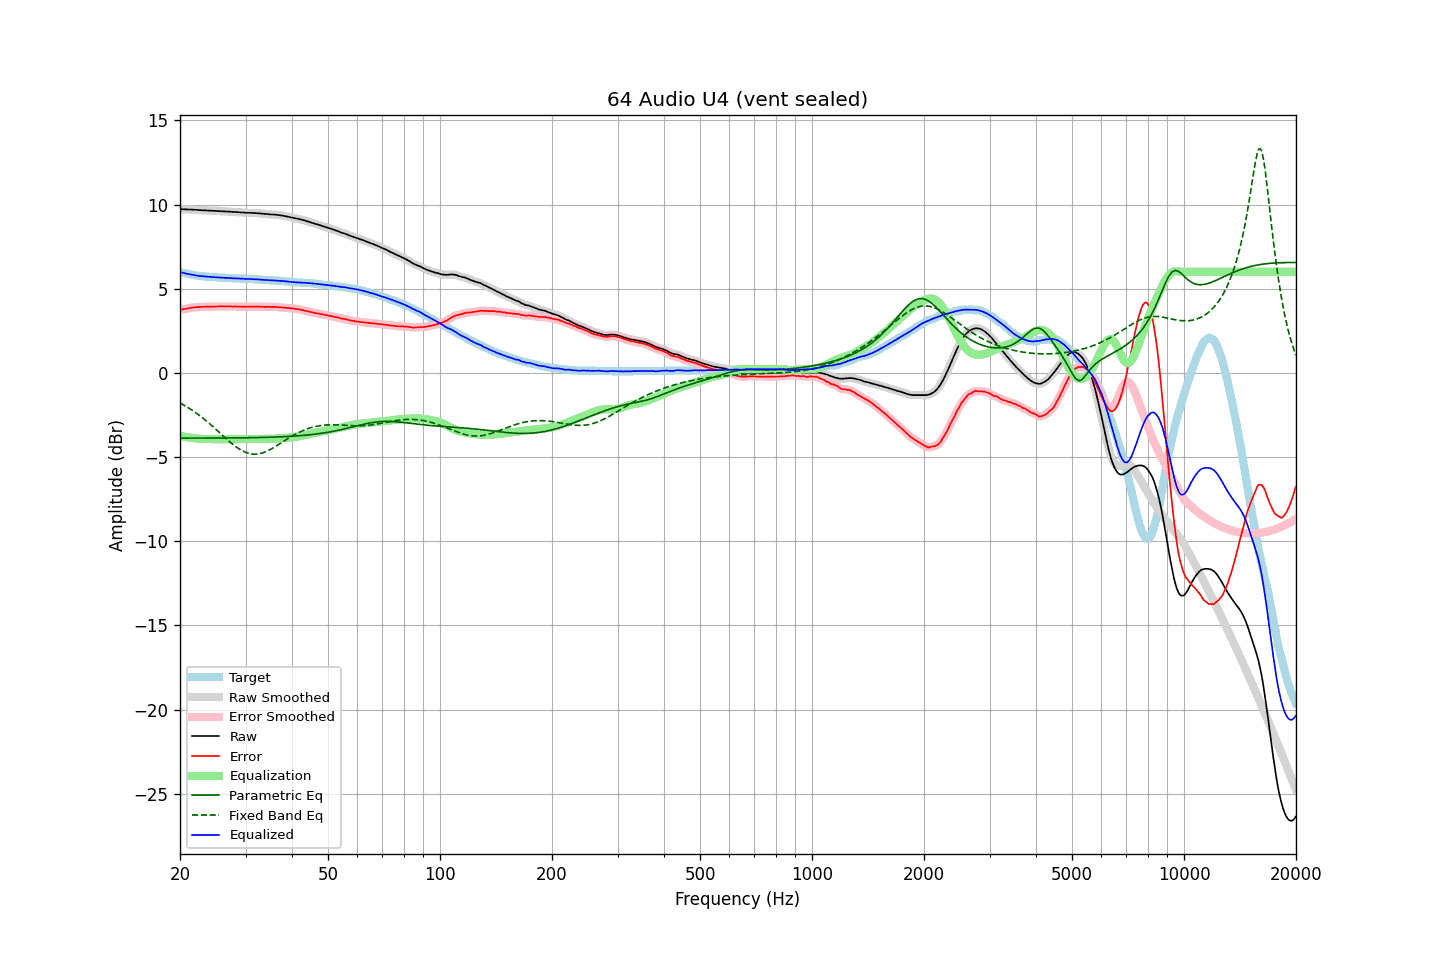 64 Audio U4 (vent sealed)
15
10
5
0
−5
−10
−15
−20
−25
Amplitude (dBr)
Target
Raw Smoothed
Error Smoothed
Raw
Error
Equalization
Parametric Eq
Fixed Band Eq
Equalized
20 50 100 200 500 1000 2000 5000 10000 20000
Frequency (Hz)